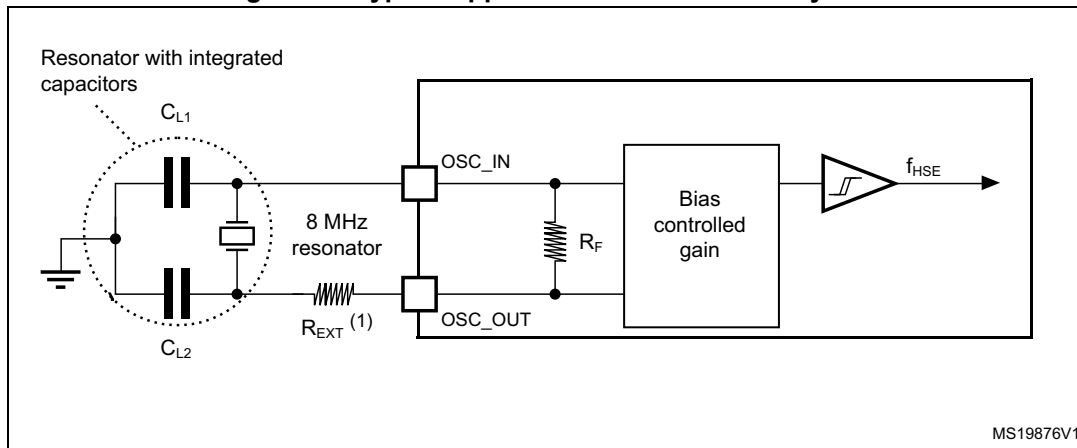 Resonator with integrated
capacitors
CL1
OSC_IN
fHSE
8 MHz
resonator
RF
Bias
controlled
gain
REXT (1)
OSC_OUT
CL2
MS19876V1